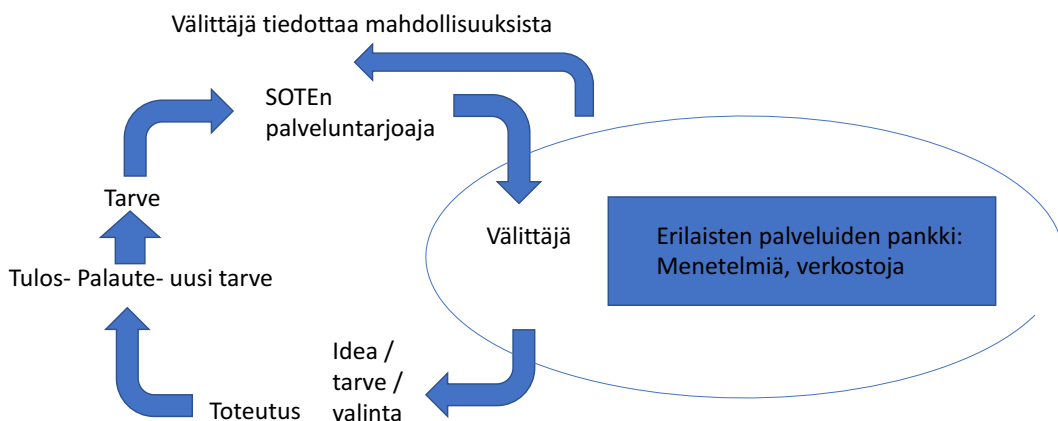 Välittäjä tiedottaa mahdollisuuksista
SOTEn
palveluntarjoaja
Tarve
Välittäjä
Erilaisten palveluiden pankki:
Menetelmiä, verkostoja
Tulos- Palaute- uusi tarve
Idea /
tarve /
valinta
Toteutus